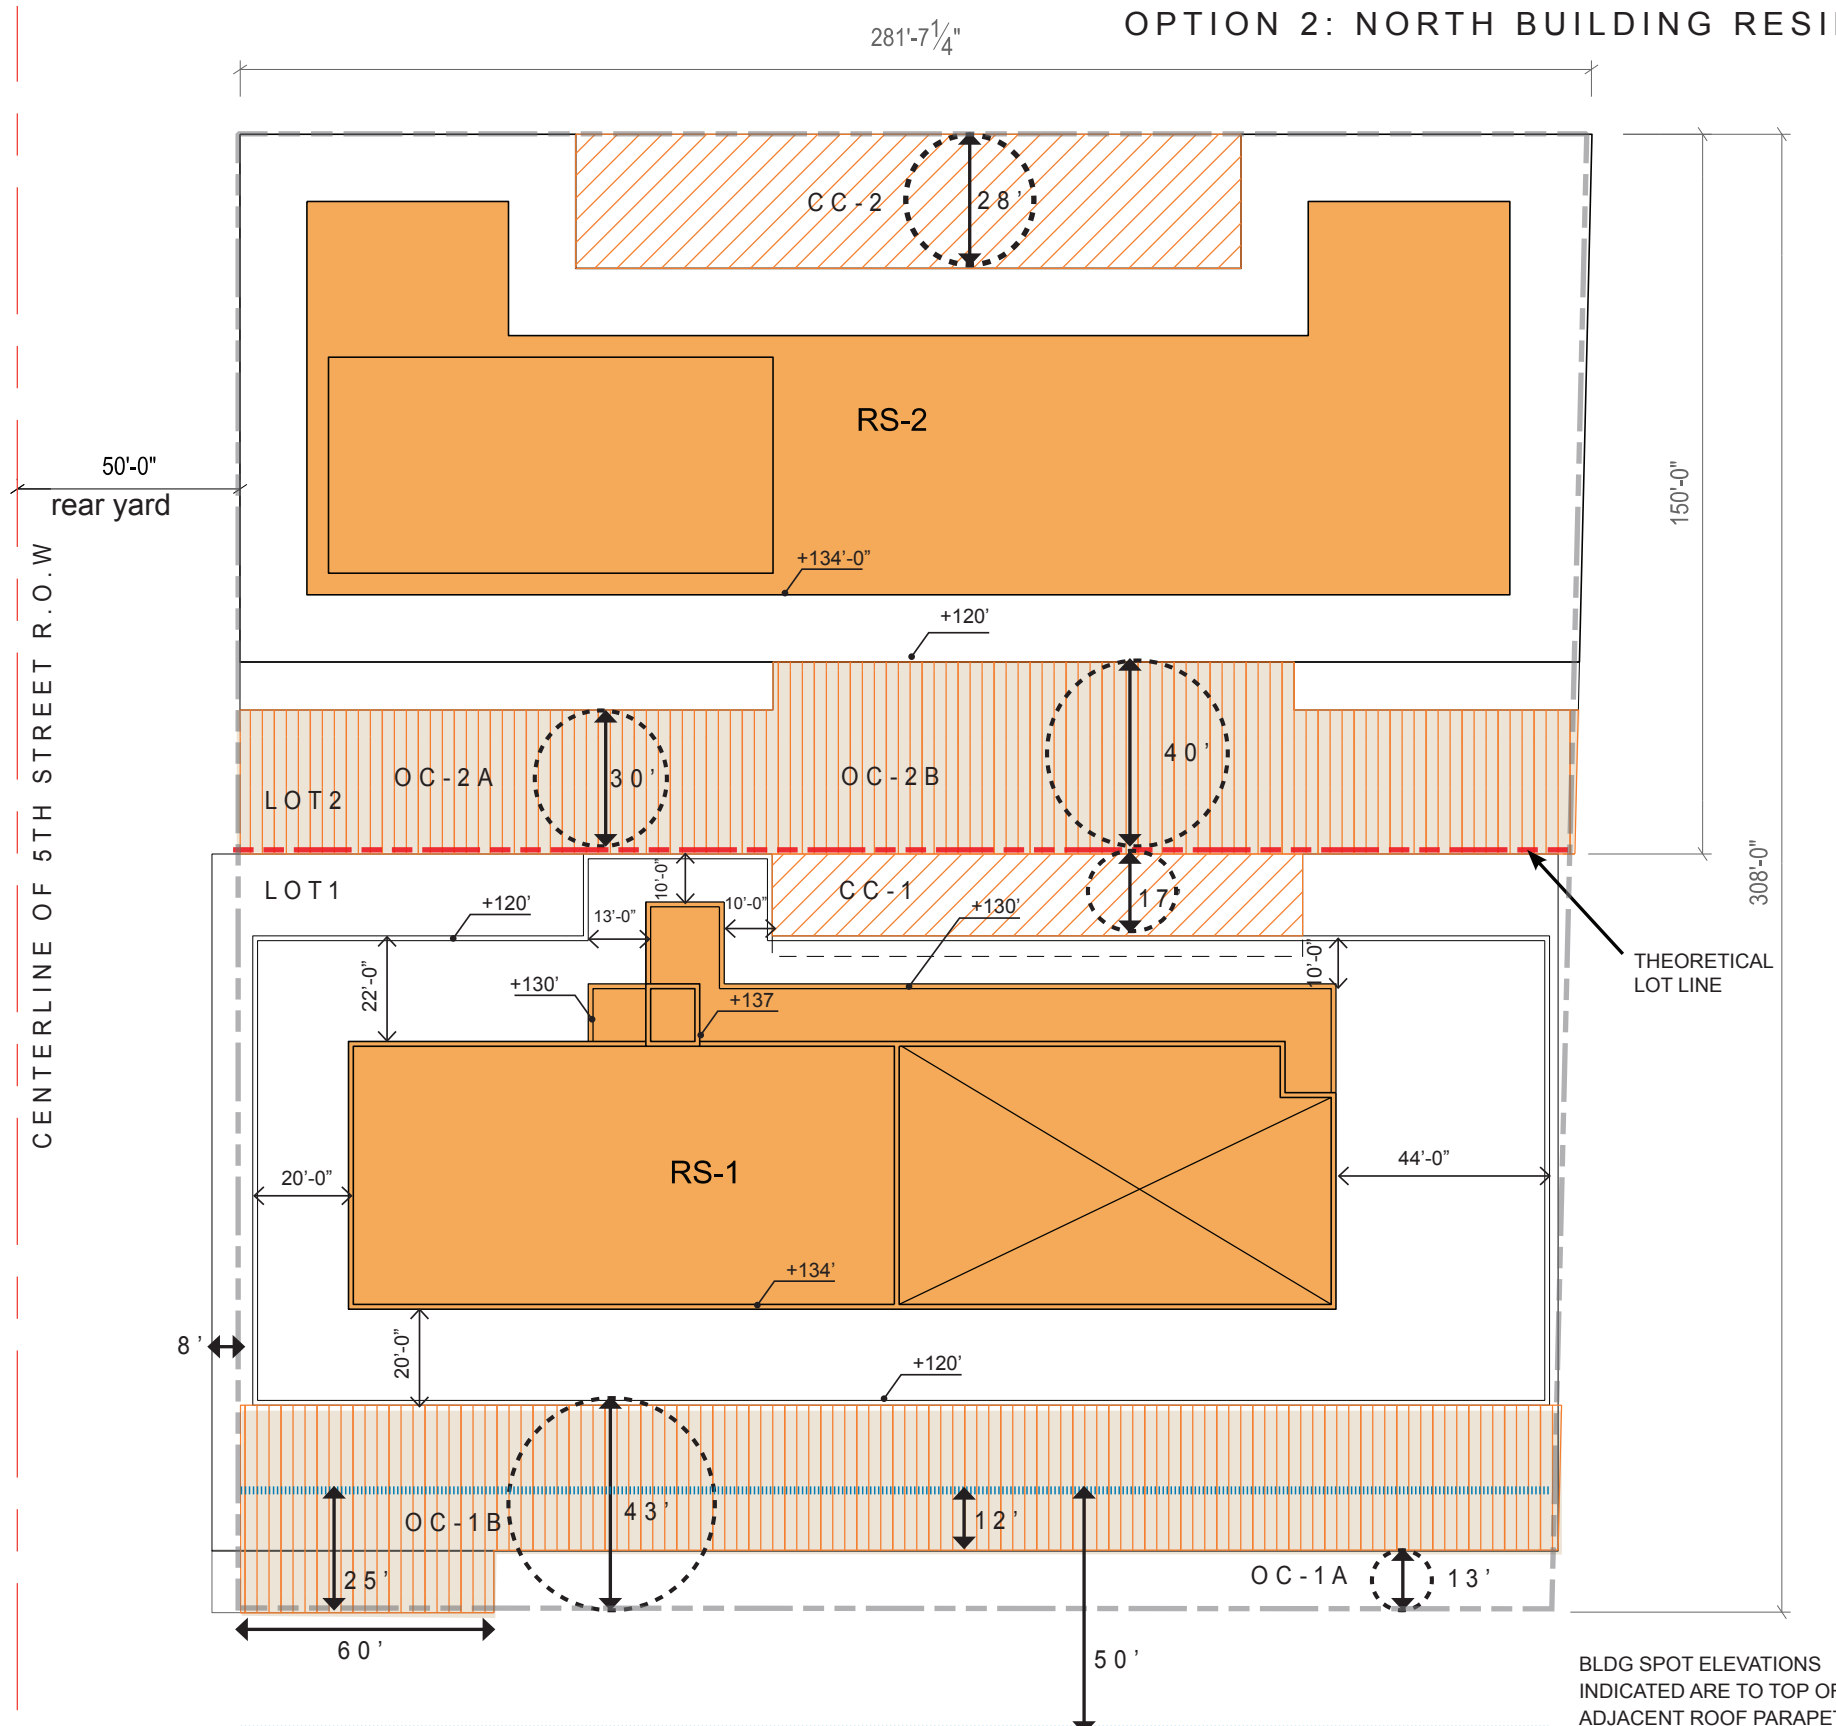 OPTION 2: NORTH BUILDING
281'-7 1/4"
CC-2
28'
RS-2
50'-0"
rear yard
150'-0"
+134'-0”
+120’
CENTERLINE OF 5TH STREET R.O.W
OC-2A
30'
OC-2B
40'
LOT2
308'-0"
LOT1
+120’
10’-0”
13’-0”
10’-0”
CC-1
17'
+130’
10’-0”
THEORETICAL
LOT LINE
22’-0”
+130’
+137
20’-0”
RS-1
44’-0”
+134’
8'
20’-0”
+120’
43'
OC-1B
12'
25'
OC-1A
13'
60'
50'
BLDG SPOT ELEVATIONS
INDICATED ARE TO TOP
ADJACENT ROOF